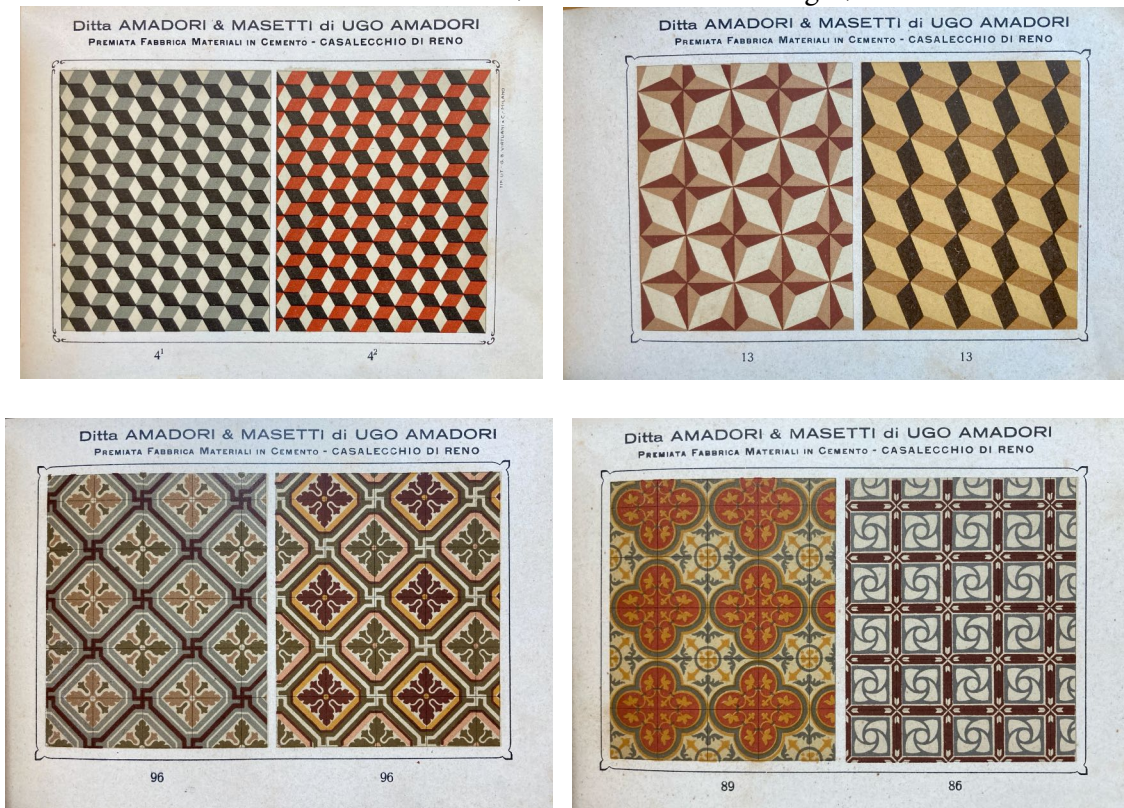 Ditta AMADORI & MASETTI di UGO AMADORI
PREMIATA FABBRICA MATERIALI IN CEMENTO - CASALECCHIO DI RENO
4¹
4²
Ditta AMADORI & MASETTI di UGO AMADORI
PREMIATA FABBRICA MATERIALI IN CEMENTO - CASALECCHIO DI RENO
13
13
Ditta AMADORI & MASETTI di UGO AMADORI
PREMIATA FABBRICA MATERIALI IN CEMENTO - CASALECCHIO DI RENO
96
96
Ditta AMADORI & MASETTI di UGO AMADORI
PREMIATA FABBRICA MATERIALI IN CEMENTO - CASALECCHIO DI RENO
89
86